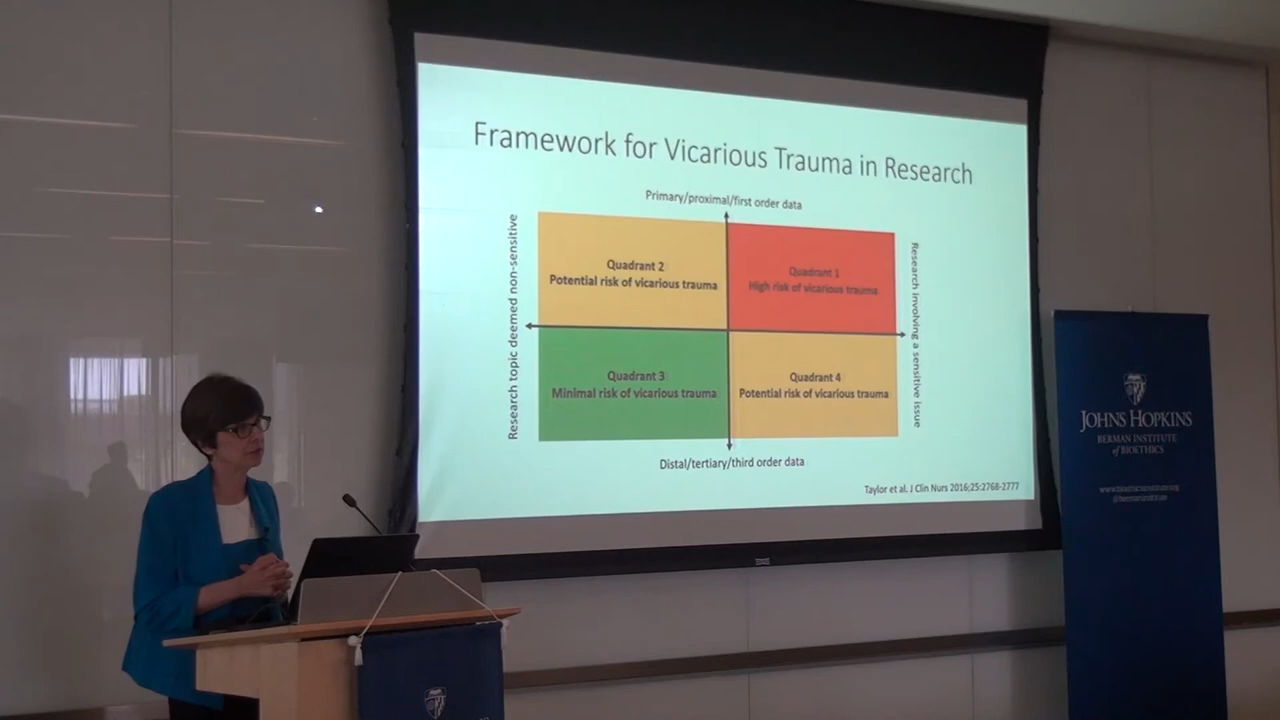 Framework for Vicarious Trauma in Research
Primary/proximal/first order data
Research topic deemed non-sensitive
Quadrant 2
Potential risk of vicarious trauma
Quadrant 1
High risk of vicarious trauma
Research involving a sensitive issue
Quadrant 3
Minimal risk of vicarious trauma
Quadrant 4
Potential risk of vicarious trauma
Distal/tertiary/third order data
Taylor et al. J Clin Nurs 2016;25:2768-2777
JOHNS HOPKINS
BERMAN INSTITUTE
of BIOETHICS